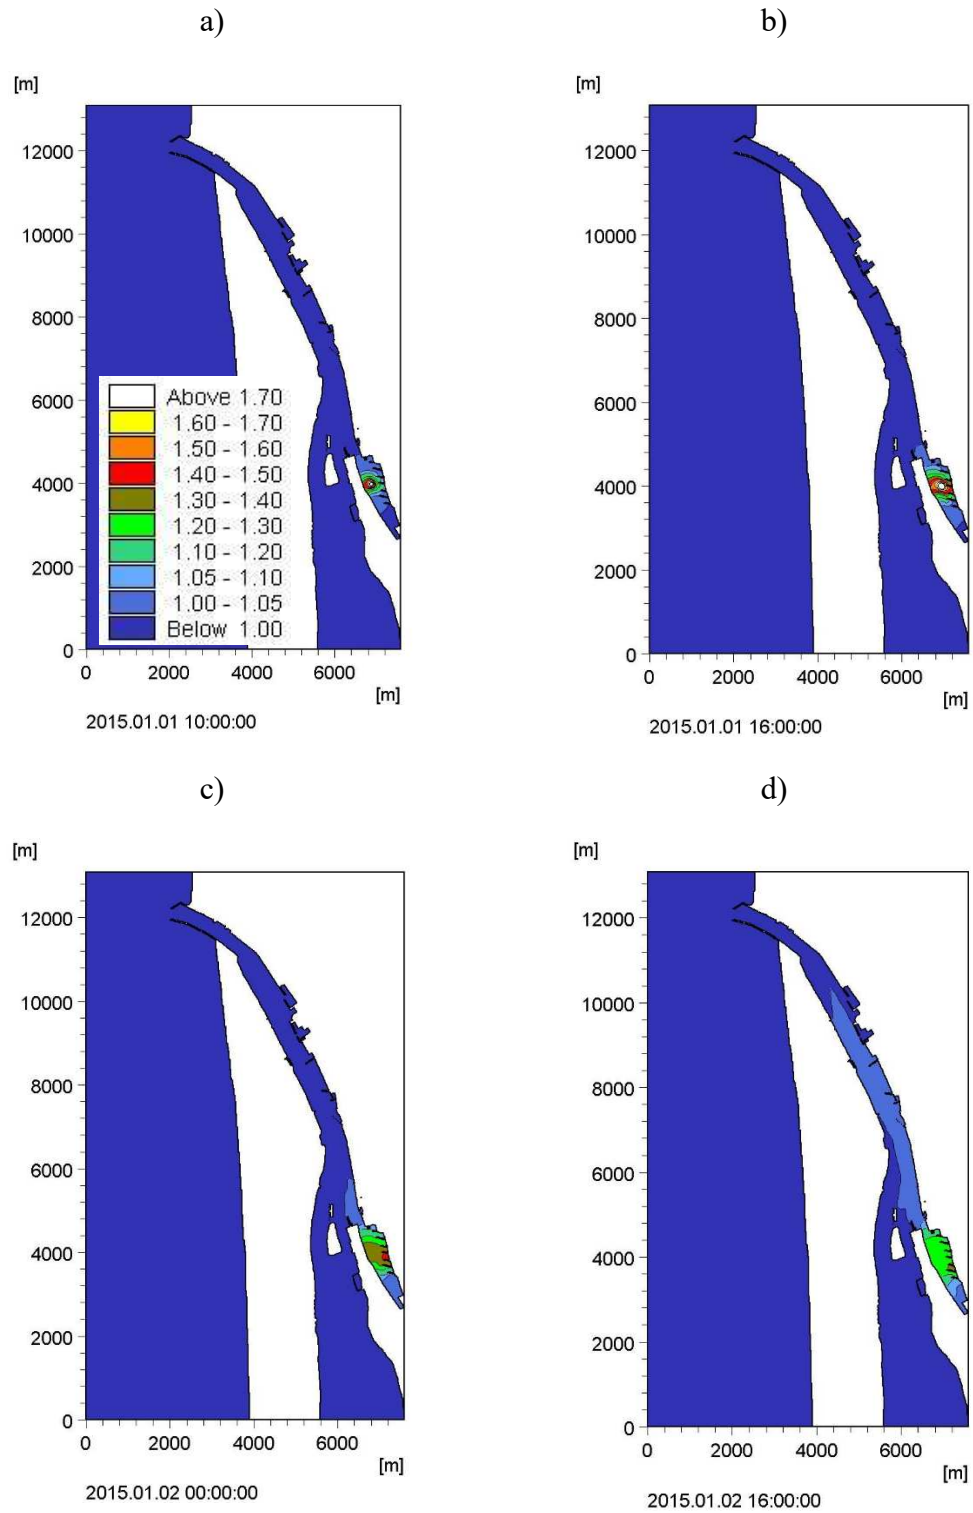 a)
[m]
12000
10000
8000
6000
4000
2000
0
Above 1.70
1.60 - 1.70
1.50 - 1.60
1.40 - 1.50
1.30 - 1.40
1.20 - 1.30
1.10 - 1.20
1.05 - 1.10
1.00 - 1.05
Below 1.00
0 2000 4000 6000
[m]
2015.01.01 10:00:00
b)
[m]
12000
10000
8000
6000
4000
2000
0
0 2000 4000 6000
[m]
2015.01.01 16:00:00
c)
[m]
12000
10000
8000
6000
4000
2000
0
0 2000 4000 6000
[m]
2015.01.02 00:00:00
d)
[m]
12000
10000
8000
6000
4000
2000
0
0 2000 4000 6000
[m]
2015.01.02 16:00:00